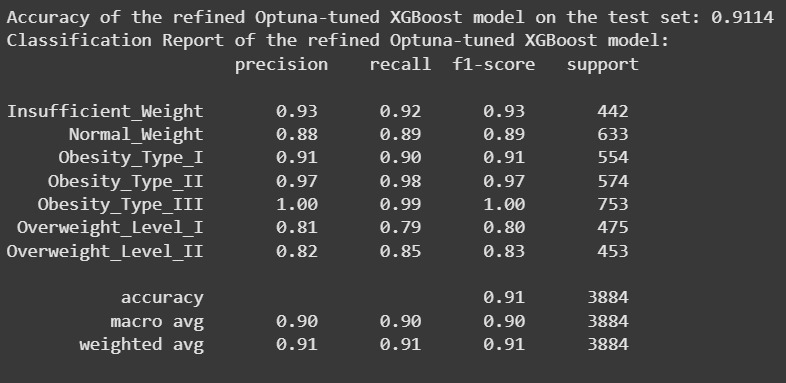 Accuracy of the refined Optuna-tuned XGBoost model on the test set: 0.9114
Classification Report of the refined Optuna-tuned XGBoost model:
precision recall f1-score support
Insufficient_Weight 0.93 0.92 0.93 442
Normal_Weight 0.88 0.89 0.89 633
Obesity_Type_I 0.91 0.90 0.91 554
Obesity_Type_II 0.97 0.98 0.97 574
Obesity_Type_III 1.00 0.99 1.00 753
Overweight_Level_I 0.81 0.79 0.80 475
Overweight_Level_II 0.82 0.85 0.83 453
accuracy 0.91 3884
macro avg 0.90 0.90 0.90 3884
weighted avg 0.91 0.91 0.91 3884